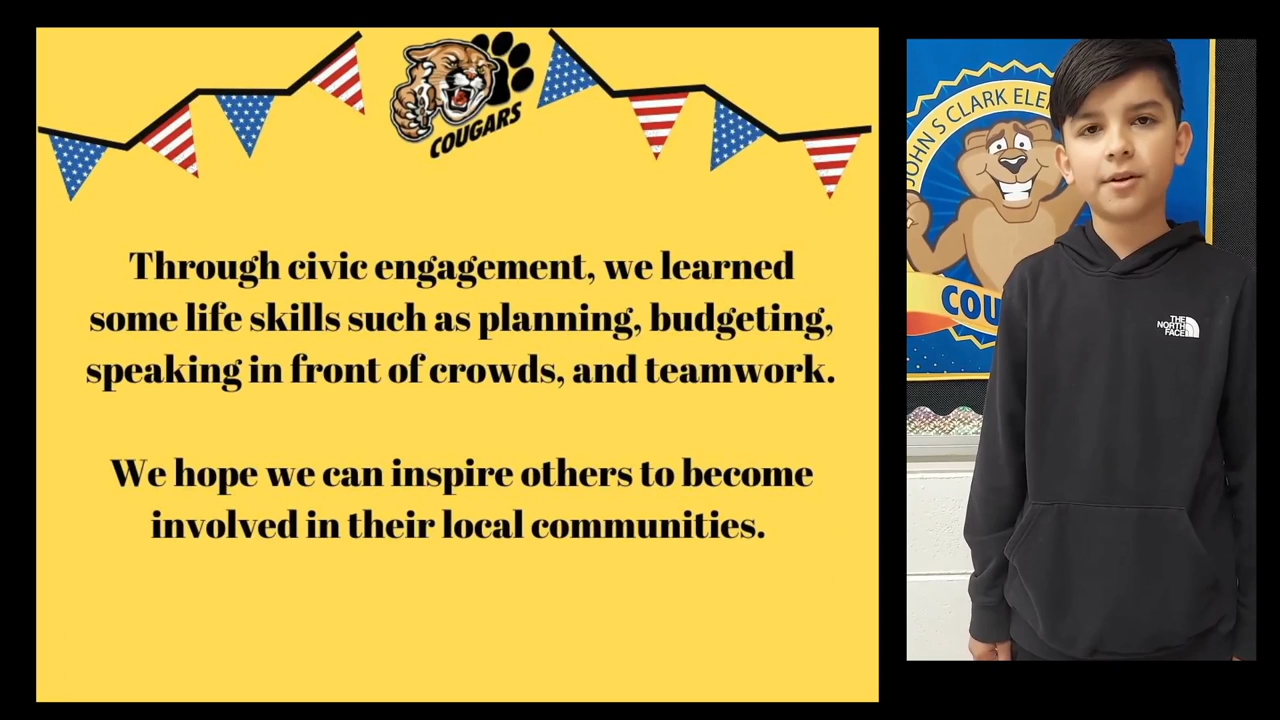 COUGARS
Through civic engagement, we learned
some life skills such as planning, budgeting,
speaking in front of crowds, and teamwork.
We hope we can inspire others to become
involved in their local communities.
JOHN S CLARK ELE
COU
THE
NORTH
FACE